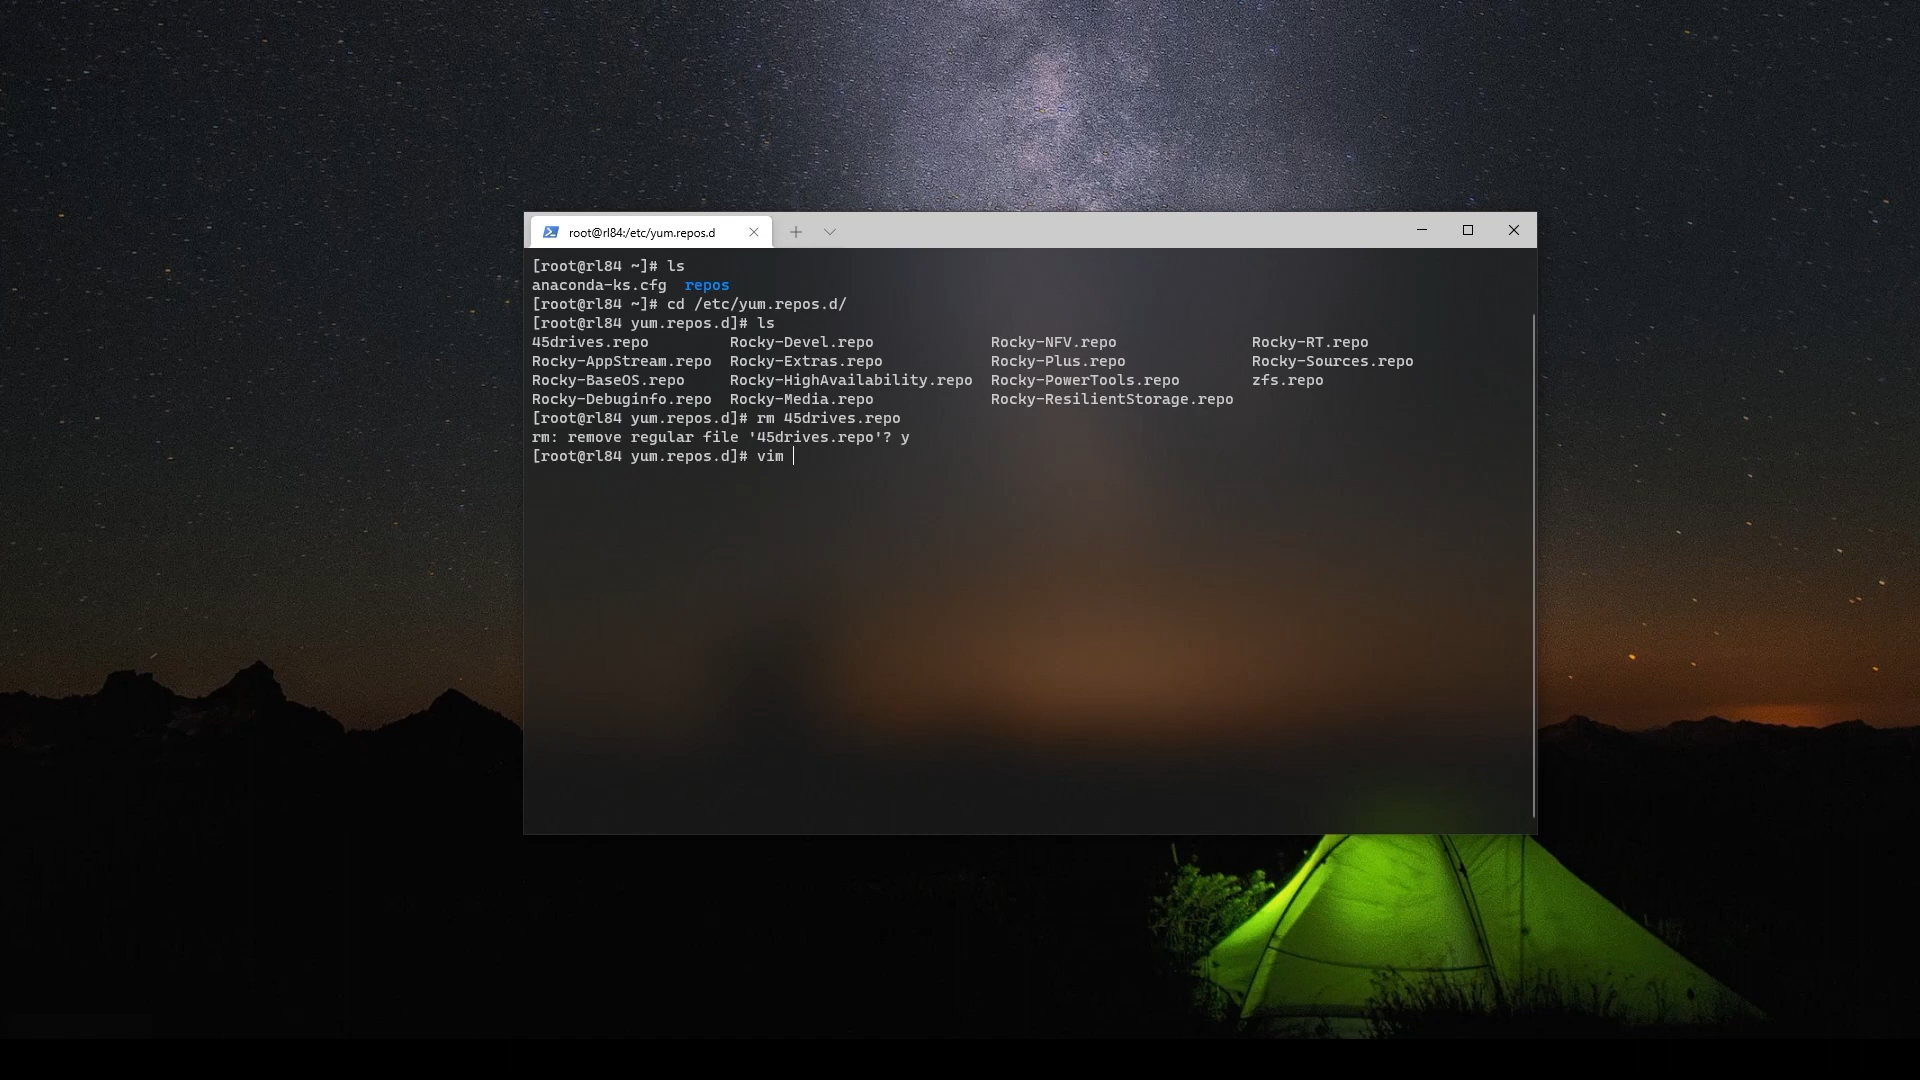 root@rl84:/etc/yum.repos.d
[root@rl84 ~]# ls
anaconda-ks.cfg  repos
[root@rl84 ~]# cd /etc/yum.repos.d/
[root@rl84 yum.repos.d]# ls
45drives.repo         Rocky-Devel.repo             Rocky-NFV.repo               Rocky-RT.repo
Rocky-AppStream.repo  Rocky-Extras.repo            Rocky-Plus.repo              Rocky-Sources.repo
Rocky-BaseOS.repo     Rocky-HighAvailability.repo  Rocky-PowerTools.repo        zfs.repo
Rocky-Debuginfo.repo  Rocky-Media.repo             Rocky-ResilientStorage.repo
[root@rl84 yum.repos.d]# rm 45drives.repo
rm: remove regular file '45drives.repo'? y
[root@rl84 yum.repos.d]# vim